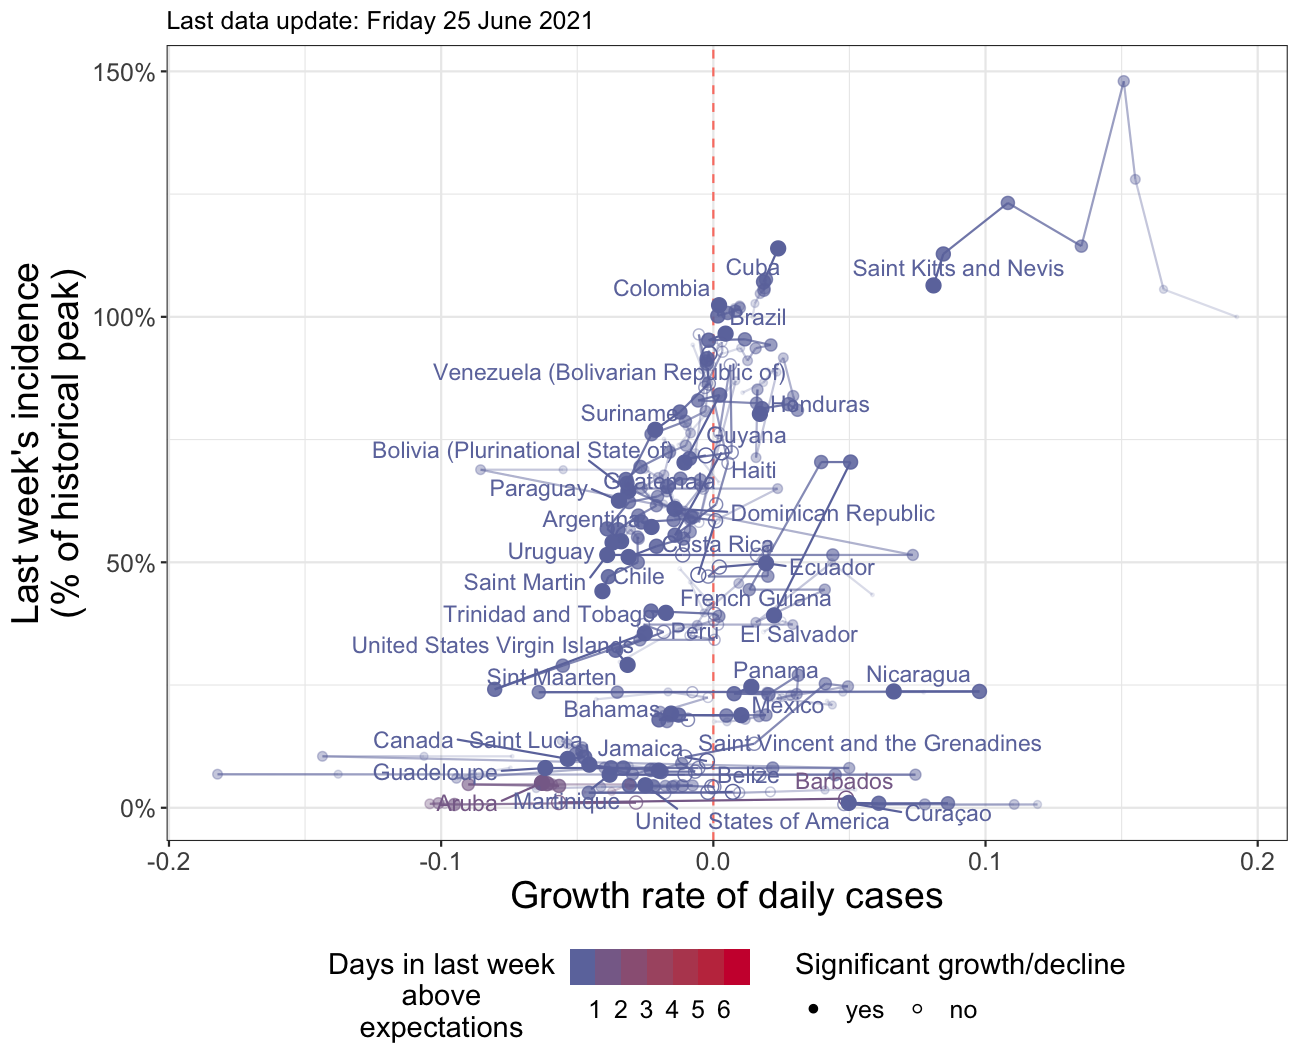 Last data update: Friday 25 June 2021
Last week's incidence
(% of historical peak)
150%
100%
50%
0%
Cuba
Saint Kitts and Nevis
Colombia
Brazil
Venezuela (Bolivarian Republic of)
Honduras
Suriname
Guyana
Bolivia (Plurinational State of)
Haiti
Guatemala
Paraguay
Dominican Republic
Argentina
Costa Rica
Uruguay
Ecuador
Saint Martin
Chile
French Guiana
Trinidad and Tobago
Peru
El Salvador
United States Virgin Islands
Panama
Nicaragua
Sint Maarten
Mexico
Bahamas
Canada
Saint Lucia
Jamaica
Saint Vincent and the Grenadines
Guadeloupe
Belize
Barbados
Aruba
Martinique
Curaçao
United States of America
-0.2
-0.1
0.0
0.1
0.2
Growth rate of daily cases
Days in last week
above
expectations
1 2 3 4 5 6
Significant growth/decline
yes
no